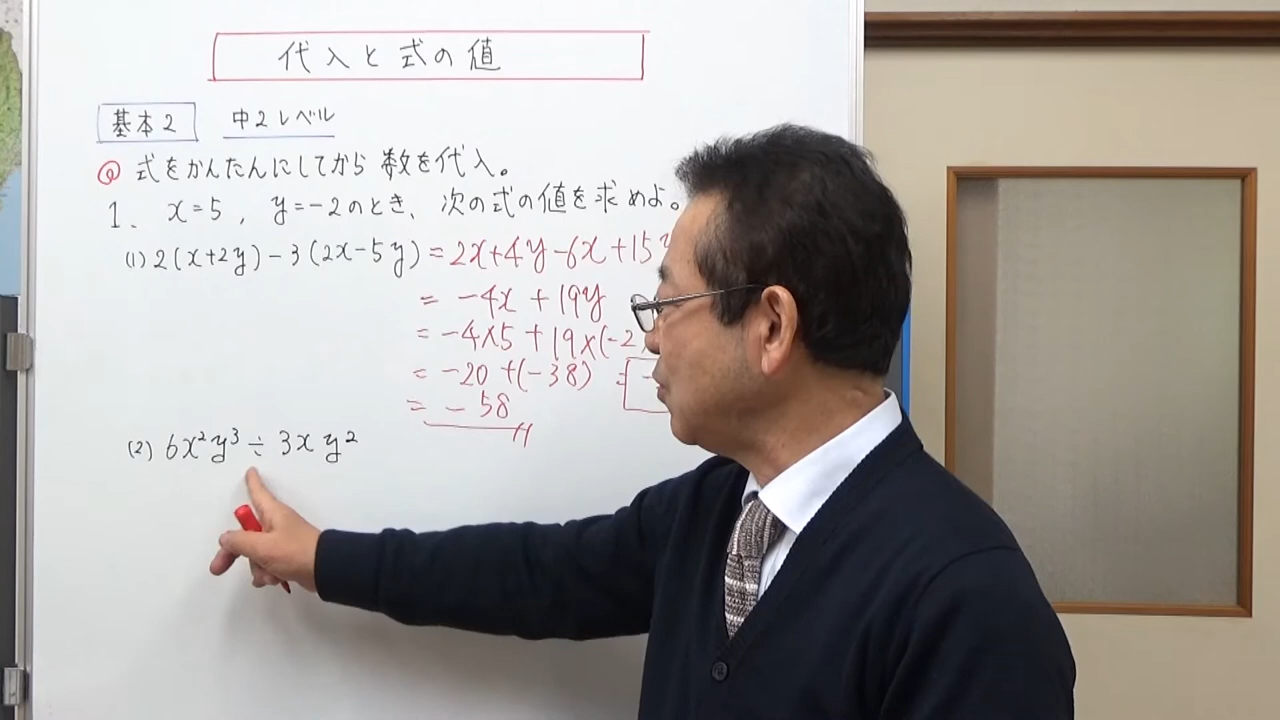 代入と式の値
基本2 中2レベル
◎ 式をかんたんにしてから 数を代入。
1. x=5, y=-2のとき、次の式の値を求めよ。
(1) 2(x+2y)-3(2x-5y)=2x+4y-6x+15
= -4x+19y
= -4×5+19×(-2
= -20+(-38) =
= -58
(2) 6x²y³÷3xy²